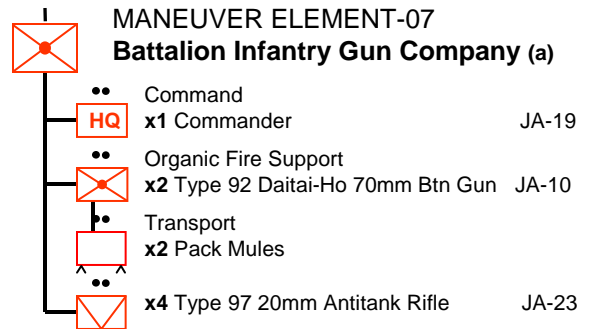 MANEUVER ELEMENT-07
Battalion Infantry Gun Company (a)
Command
HQ x1 Commander JA-19
Organic Fire Support
x2 Type 92 Daitai-Ho 70mm Btn Gun JA-10
Transport
x2 Pack Mules
x4 Type 97 20mm Antitank Rifle JA-23